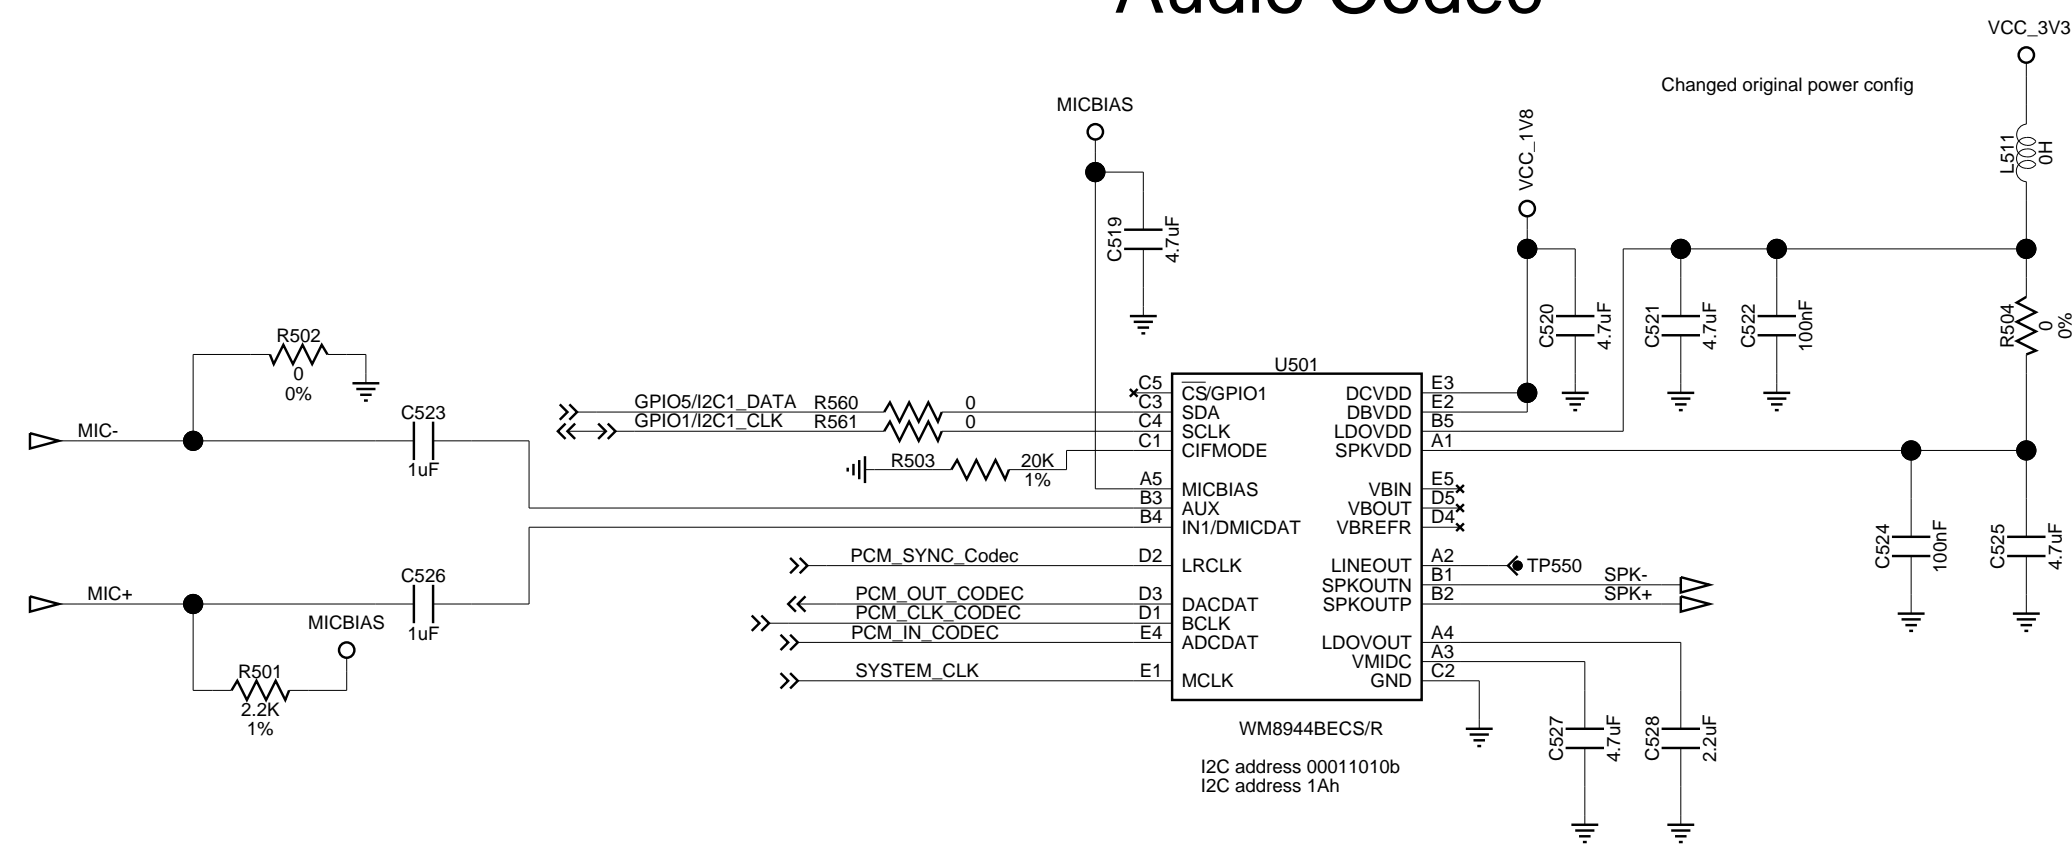 Audio Codec
VCC_3V3
Changed original power config
MICBIAS
VCC_1V8
L511
0H
C519
4.7uF
C520
4.7uF
C521
4.7uF
C522
100nF
R504
0
0%
R502
0
0%
U501
C523
1uF
MIC-
GPIO5/I2C1_DATA
R560
0
GPIO1/I2C1_CLK
R561
0
R503
20K
1%
C5
CS/GPIO1
C3
SDA
C4
SCLK
C1
CIFMODE
A5
MICBIAS
B3
AUX
B4
IN1/DMICDAT
D2
LRCLK
D3
DACDAT
D1
BCLK
E4
ADCDAT
E1
MCLK
DCVDD
E3
DBVDD
E2
LDOVDD
B5
SPKVDD
A1
VBIN
E5
VBOUT
D5
VBREFR
D4
LINEOUT
A2
TP550
SPKOUTN
B1
SPK-
SPKOUTP
B2
SPK+
LDOVOUT
A4
VMIDC
A3
GND
C2
C524
100nF
C525
4.7uF
PCM_SYNC_Codec
PCM_OUT_CODEC
PCM_CLK_CODEC
PCM_IN_CODEC
SYSTEM_CLK
C526
1uF
MIC+
MICBIAS
R501
2.2K
1%
WM8944BECS/R
I2C address 00011010b
I2C address 1Ah
C527
4.7uF
C528
2.2uF